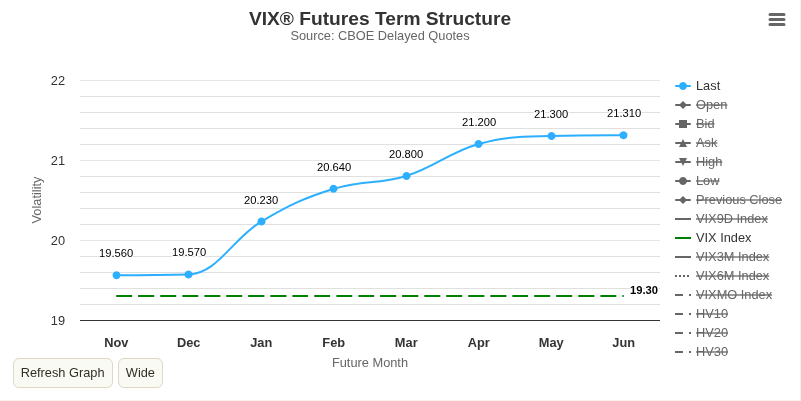 VIX® Futures Term Structure
Source: CBOE Delayed Quotes
Volatility
22
21
20
19
19.560
19.570
20.230
20.640
20.800
21.200
21.300
21.310
19.30
Nov Dec Jan Feb Mar Apr May Jun
Future Month
Last
Open
Bid
Ask
High
Low
Previous Close
VIX9D Index
VIX Index
VIX3M Index
VIX6M Index
VIXMO Index
HV10
HV20
HV30
Refresh Graph Wide